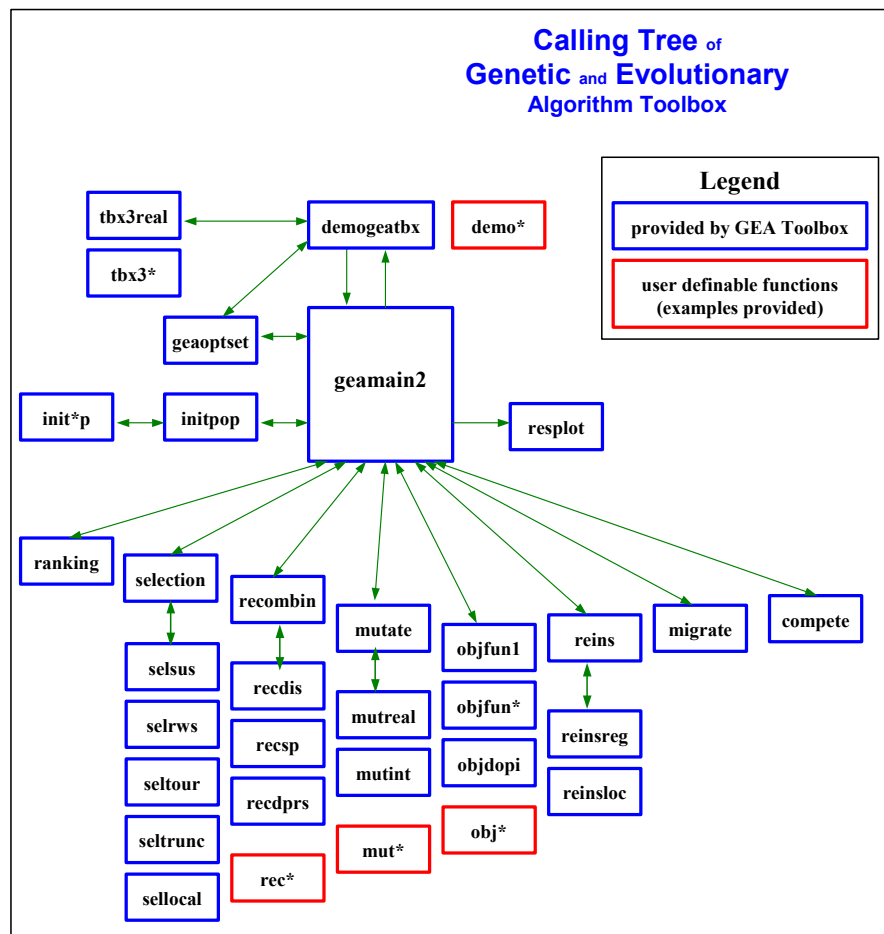 Calling Tree of
Genetic and Evolutionary
Algorithm Toolbox
Legend
provided by GEA Toolbox
user definable functions
(examples provided)
tbx3real
demogeatbx
demo*
tbx3*
geaoptset
geamain2
init*p
initpop
resplot
ranking
selection
recombin
mutate
objfun1
reins
migrate
compete
selsus
recdis
mutreal
objfun*
reinsreg
selrws
recsp
mutint
objdopi
reinsloc
seltour
recdprs
obj*
seltrunc
mut*
rec*
sellocal